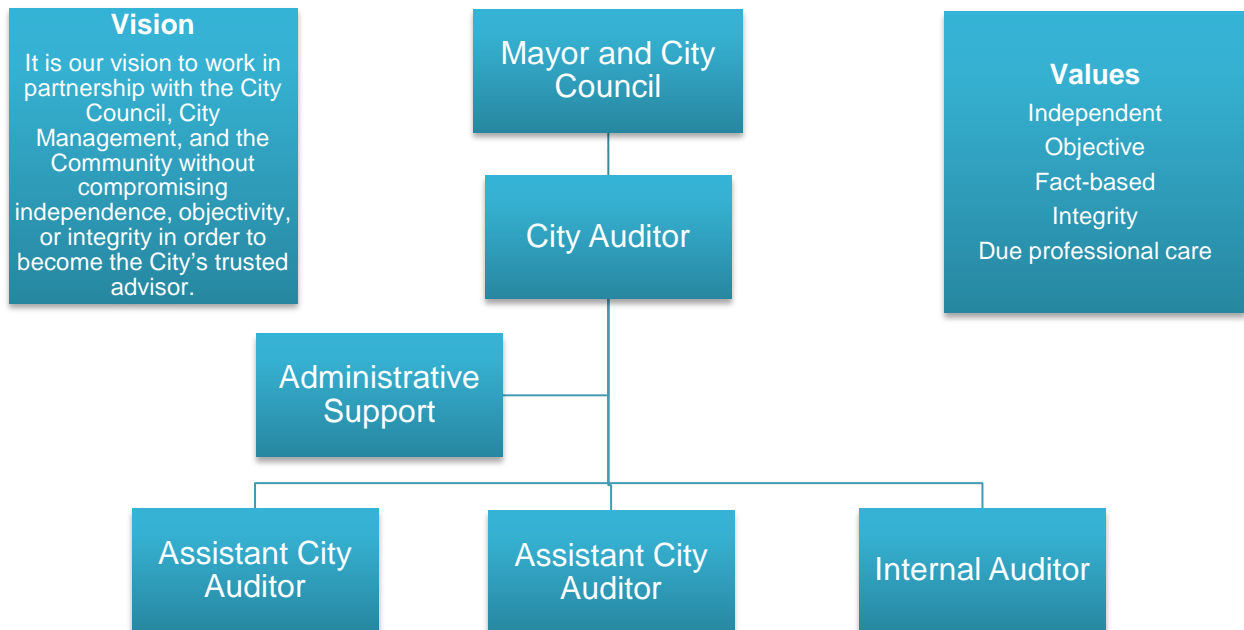 Vision
It is our vision to work in
partnership with the City
Council, City
Management, and the
Community without
compromising
independence, objectivity,
or integrity in order to
become the City's trusted
advisor.
Mayor and City
Council
Values
Independent
Objective
Fact-based
Integrity
Due professional care
City Auditor
Administrative
Support
Assistant City
Auditor
Assistant City
Auditor
Internal Auditor